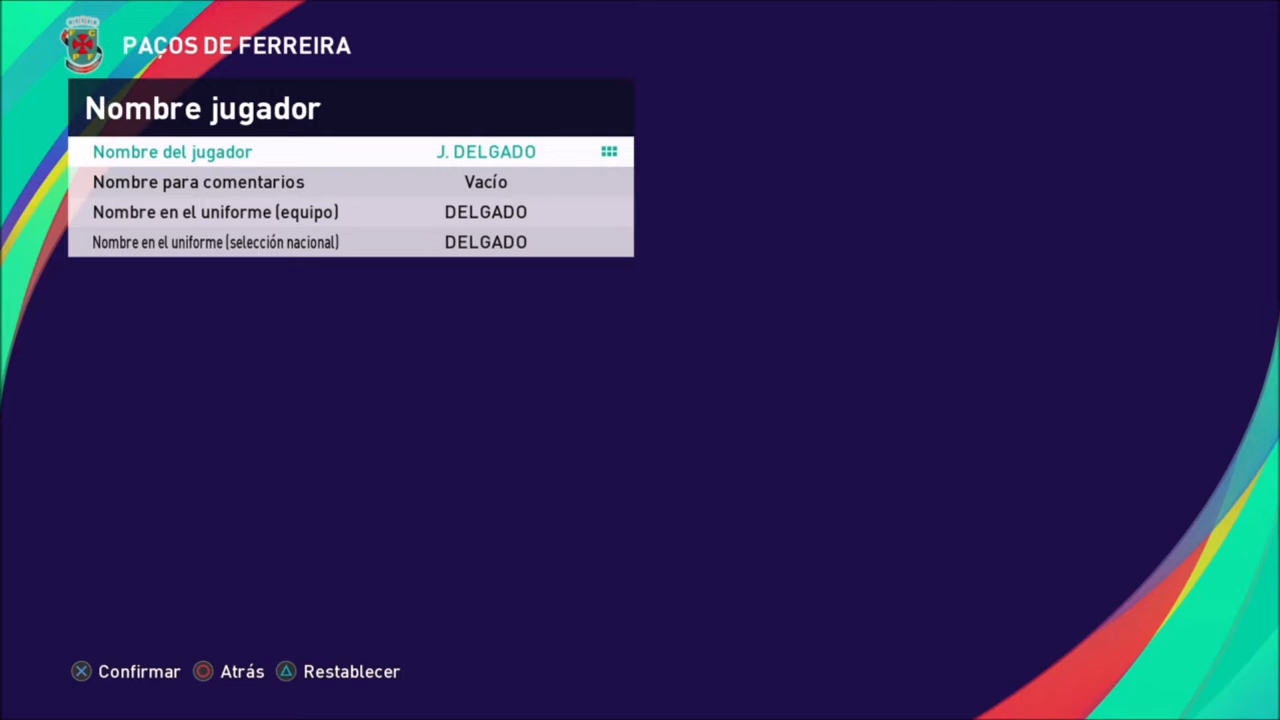 PAÇOS DE FERREIRA
Nombre jugador
Nombre del jugador J. DELGADO
Nombre para comentarios Vacío
Nombre en el uniforme (equipo) DELGADO
Nombre en el uniforme (selección nacional) DELGADO
Confirmar Atrás Restablecer